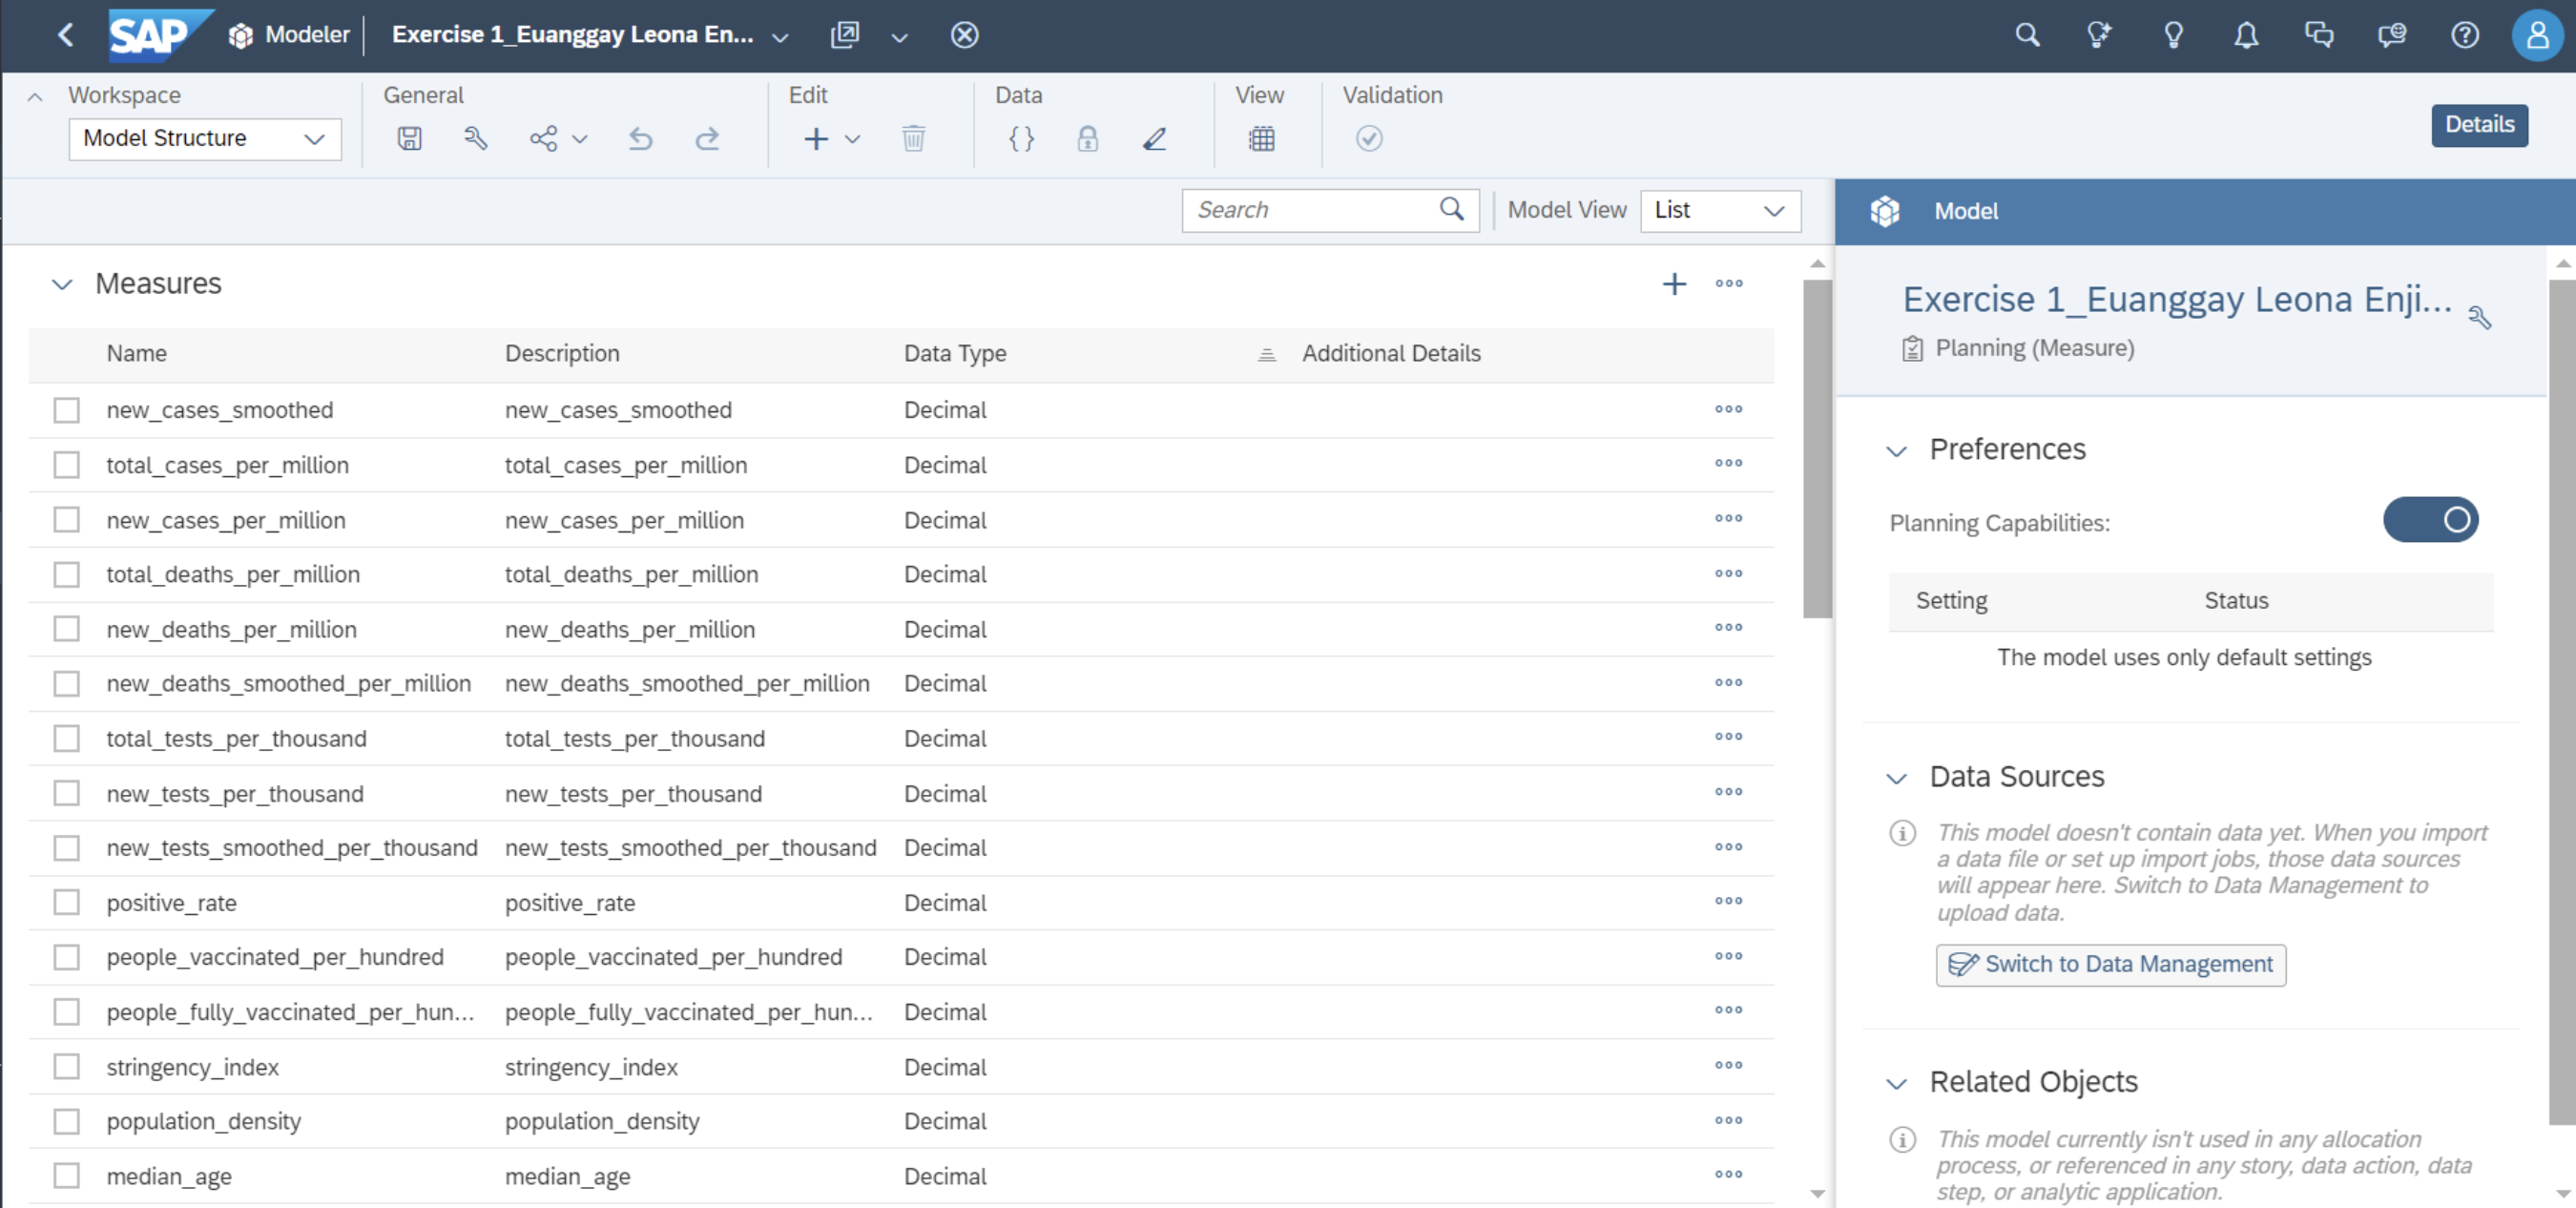 SAP Modeler Exercise 1_Euanggay Leona En...
Workspace General Edit Data View Validation
Model Structure
Details
Search Model View List
Model
Measures
Exercise 1_Euanggay Leona Enji...
Planning (Measure)
Name Description Data Type Additional Details
new_cases_smoothed new_cases_smoothed Decimal
total_cases_per_million total_cases_per_million Decimal
new_cases_per_million new_cases_per_million Decimal
total_deaths_per_million total_deaths_per_million Decimal
new_deaths_per_million new_deaths_per_million Decimal
new_deaths_smoothed_per_million new_deaths_smoothed_per_million Decimal
total_tests_per_thousand total_tests_per_thousand Decimal
new_tests_per_thousand new_tests_per_thousand Decimal
new_tests_smoothed_per_thousand new_tests_smoothed_per_thousand Decimal
positive_rate positive_rate Decimal
people_vaccinated_per_hundred people_vaccinated_per_hundred Decimal
people_fully_vaccinated_per_hun... people_fully_vaccinated_per_hun... Decimal
stringency_index stringency_index Decimal
population_density population_density Decimal
median_age median_age Decimal
Preferences
Planning Capabilities:
Setting Status
The model uses only default settings
Data Sources
This model doesn't contain data yet. When you import
a data file or set up import jobs, those data sources
will appear here. Switch to Data Management to
upload data.
Switch to Data Management
Related Objects
This model currently isn't used in any allocation
process, or referenced in any story, data action, data
step, or analytic application.